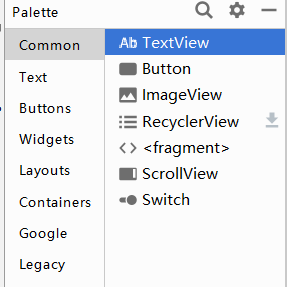 Palette
Common
Text
Buttons
Widgets
Layouts
Containers
Google
Legacy
Ab TextView
Button
ImageView
RecyclerView
<fragment>
ScrollView
Switch